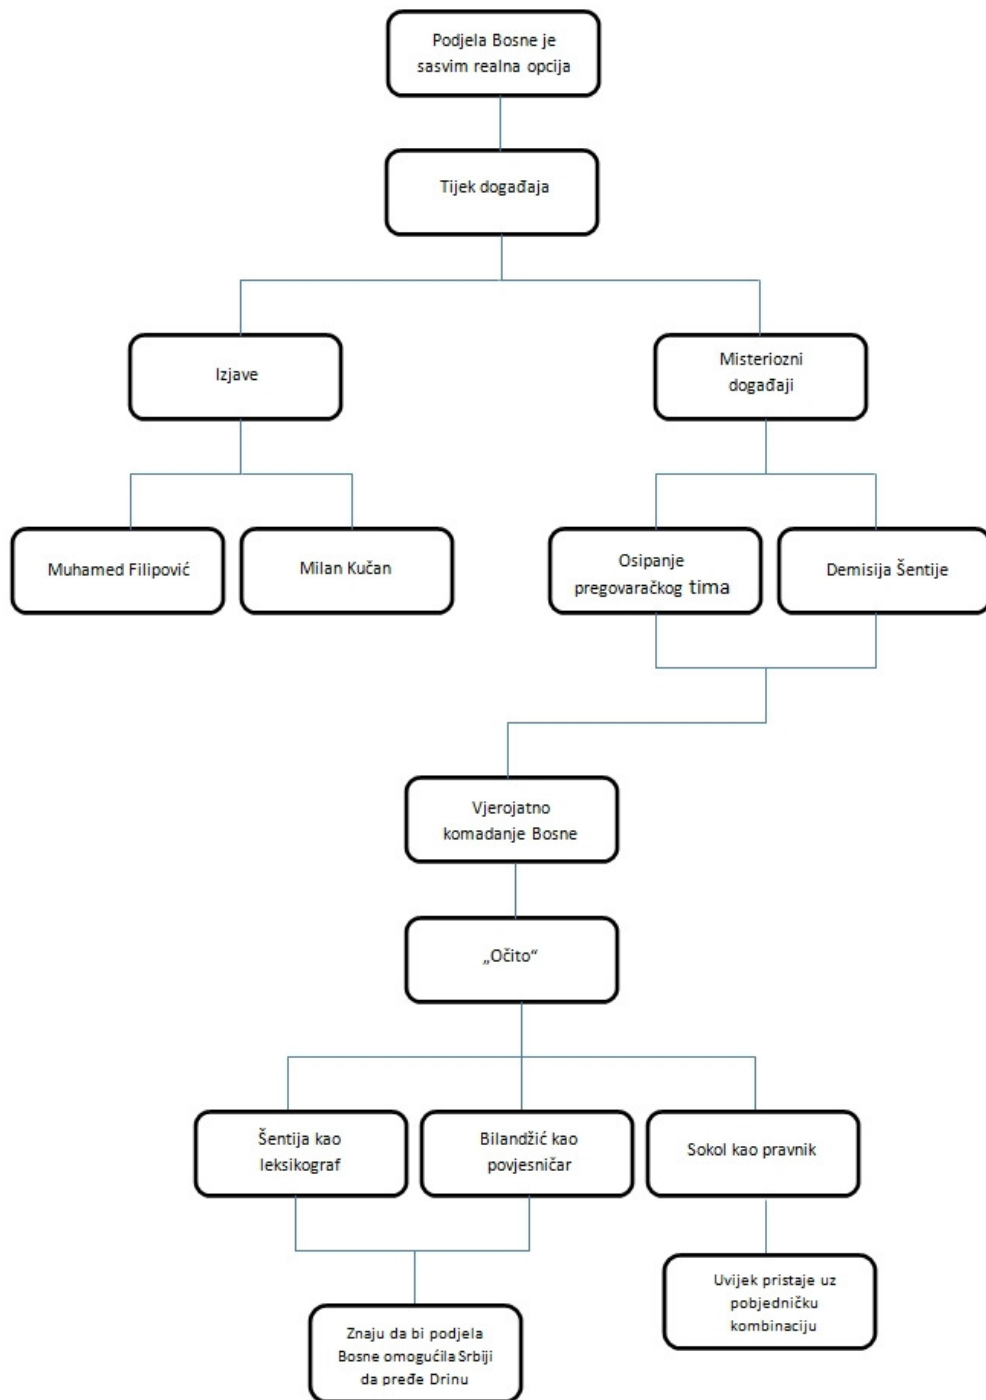 Podjela Bosne je
sasvim realna opcija
Tijek događaja
Izjave
Misteriozni
događaji
Muhamed Filipović
Milan Kučan
Osipanje
pregovaračkog tima
Demisija Šentije
Vjerojatno
komadanje Bosne
„Očito“
Šentija kao
leksikograf
Bilandžić kao
povjesničar
Sokol kao pravnik
Uvijek pristaje uz
pobjedničku
kombinaciju
Znaju da bi podjela
Bosne omogućila Srbiji
da pređe Drinu